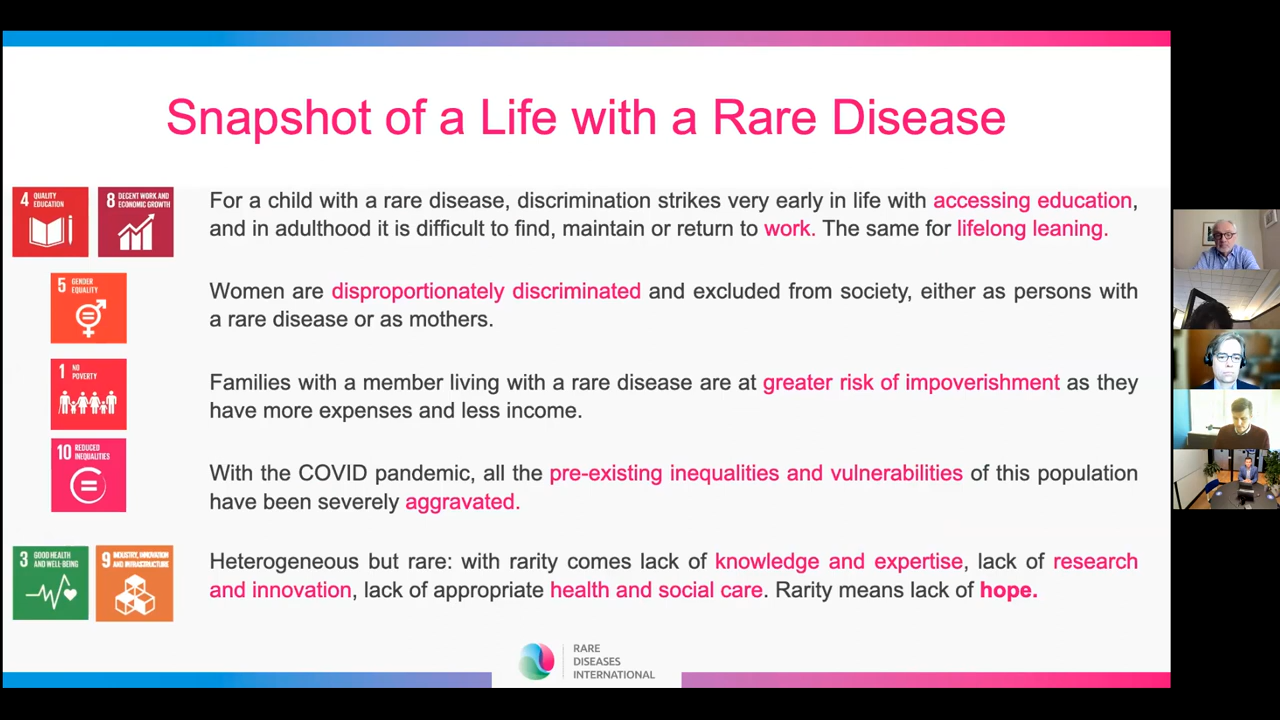 Snapshot of a Life with a Rare Disease
4 QUALITY
EDUCATION
8 DECENT WORK AND
ECONOMIC GROWTH
For a child with a rare disease, discrimination strikes very early in life with accessing education,
and in adulthood it is difficult to find, maintain or return to work. The same for lifelong leaning.
5 GENDER
EQUALITY
Women are disproportionately discriminated and excluded from society, either as persons with
a rare disease or as mothers.
1 NO
POVERTY
Families with a member living with a rare disease are at greater risk of impoverishment as they
have more expenses and less income.
10 REDUCED
INEQUALITIES
With the COVID pandemic, all the pre-existing inequalities and vulnerabilities of this population
have been severely aggravated.
3 GOOD HEALTH
AND WELL-BEING
9 INDUSTRY, INNOVATION
AND INFRASTRUCTURE
Heterogeneous but rare: with rarity comes lack of knowledge and expertise, lack of research
and innovation, lack of appropriate health and social care. Rarity means lack of hope.
RARE
DISEASES
INTERNATIONAL